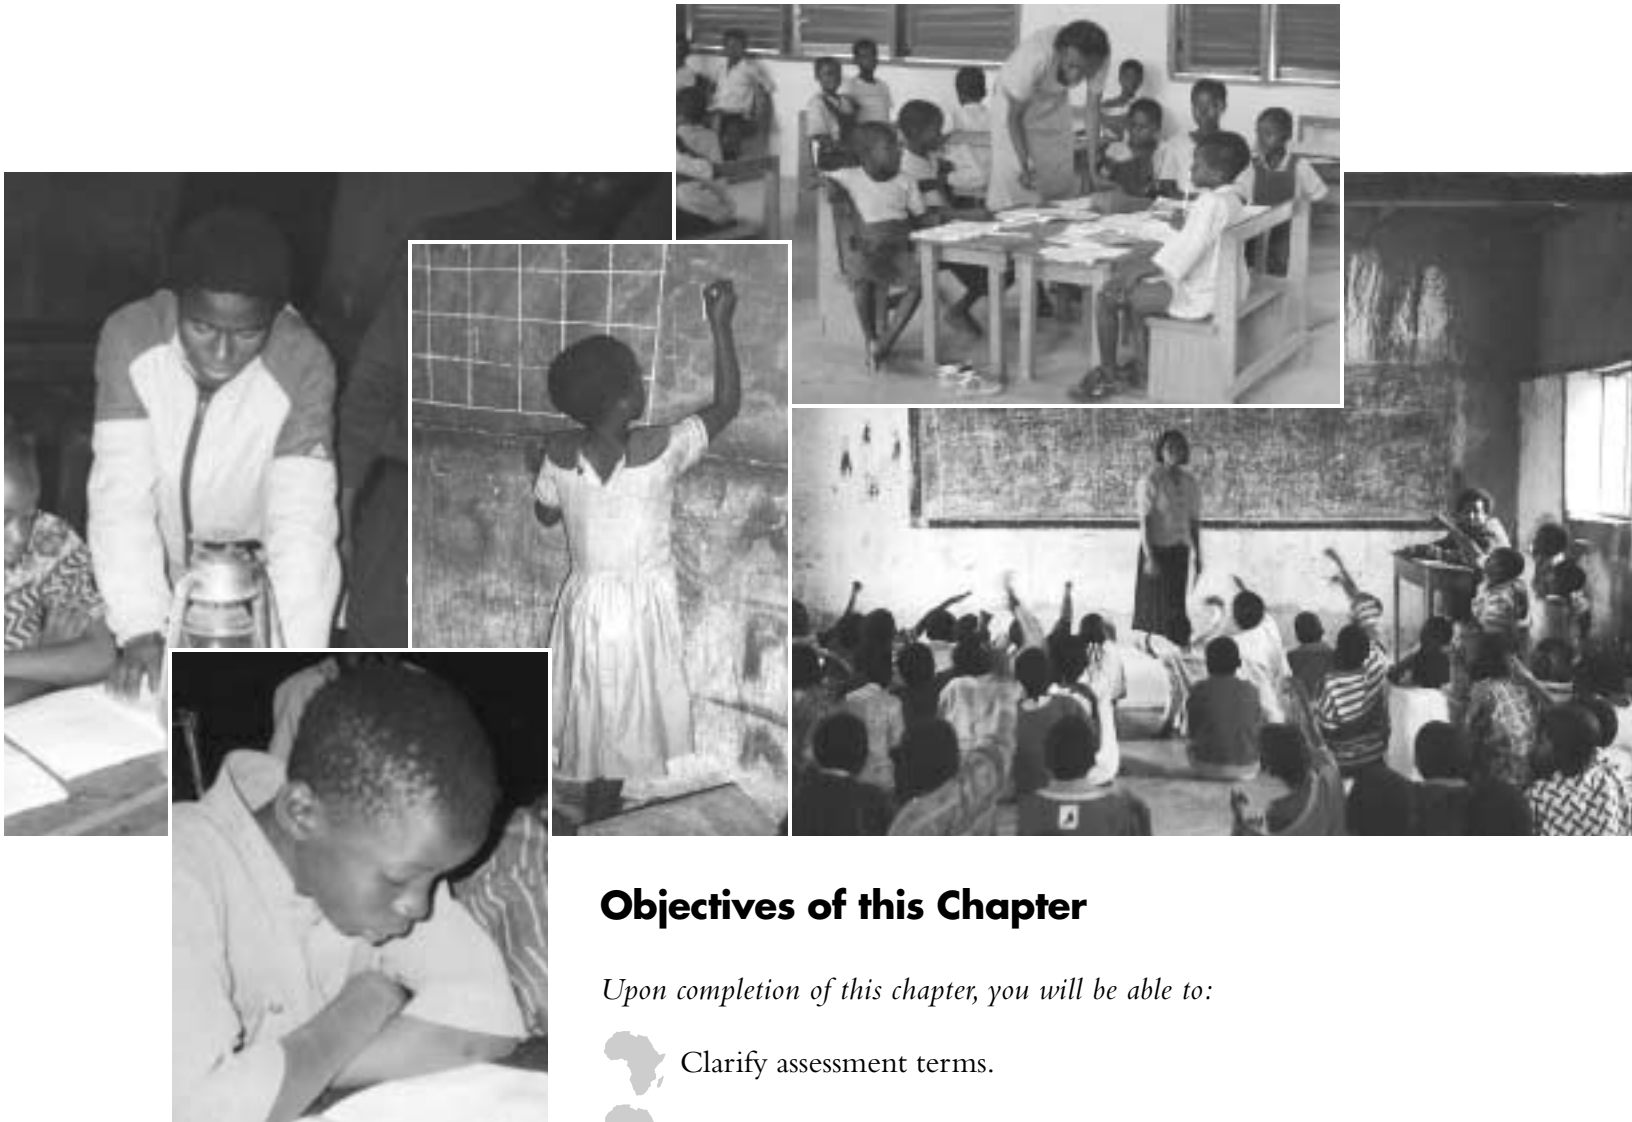 Objectives of this Chapter
Upon completion of this chapter, you will be able to:
Clarify assessment terms.